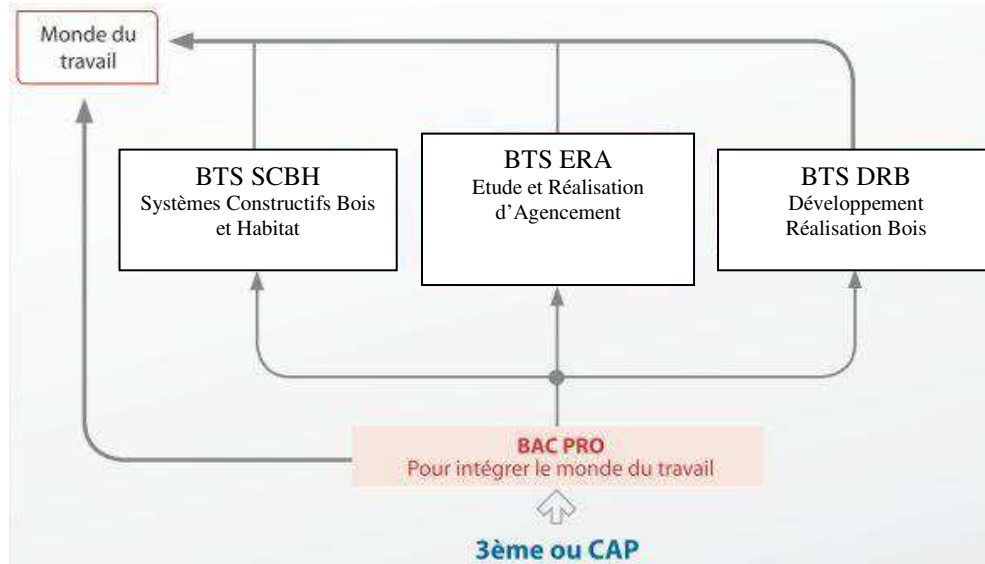 Monde du
travail
BTS SCBH
Systèmes Constructifs Bois
et Habitat
BTS ERA
Etude et Réalisation
d'Agencement
BTS DRB
Développement
Réalisation Bois
BAC PRO
Pour intégrer le monde du travail
3ème ou CAP